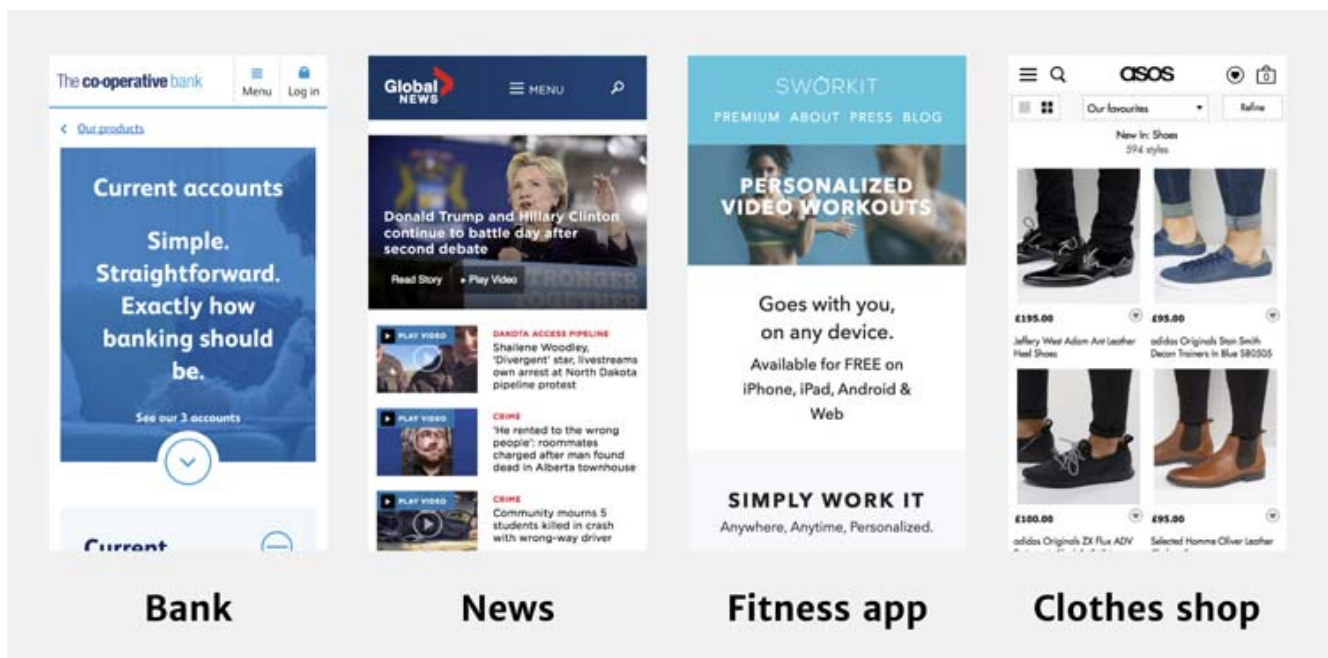 The co-operative bank
Menu
Log in
Our products
Current accounts
Simple.
Straightforward.
Exactly how
banking should
be.
See our 3 accounts
Current
Global
NEWS
MENU
Donald Trump and Hillary Clinton
continue to battle day after
second debate
Read Story
Play Video
STRONGER
TOGETHER
PLAY VIDEO
DAKOTA ACCESS PIPELINE
Shailene Woodley,
'Divergent' star, livestreams
own arrest at North Dakota
pipeline protest
PLAY VIDEO
CRIME
'He rented to the wrong
people': roommates
charged after man found
dead in Alberta townhouse
PLAY VIDEO
CRIME
Community mourns 5
students killed in crash
with wrong-way driver
SWORKIT
PREMIUM ABOUT PRESS BLOG
PERSONALIZED
VIDEO WORKOUTS
Goes with you,
on any device.
Available for FREE on
iPhone, iPad, Android &
Web
SIMPLY WORK IT
Anywhere, Anytime, Personalized.
asos
0
Our favourites
Refine
New In: Shoes
594 styles
£195.00
Jeffery West Adam Ant Leather
Heel Shoes
£95.00
adidas Originals Stan Smith
Decon Trainers In Blue S80505
£100.00
adidas Originals ZX Flux ADV
£95.00
Selected Homme Oliver Leather
Bank
News
Fitness app
Clothes shop